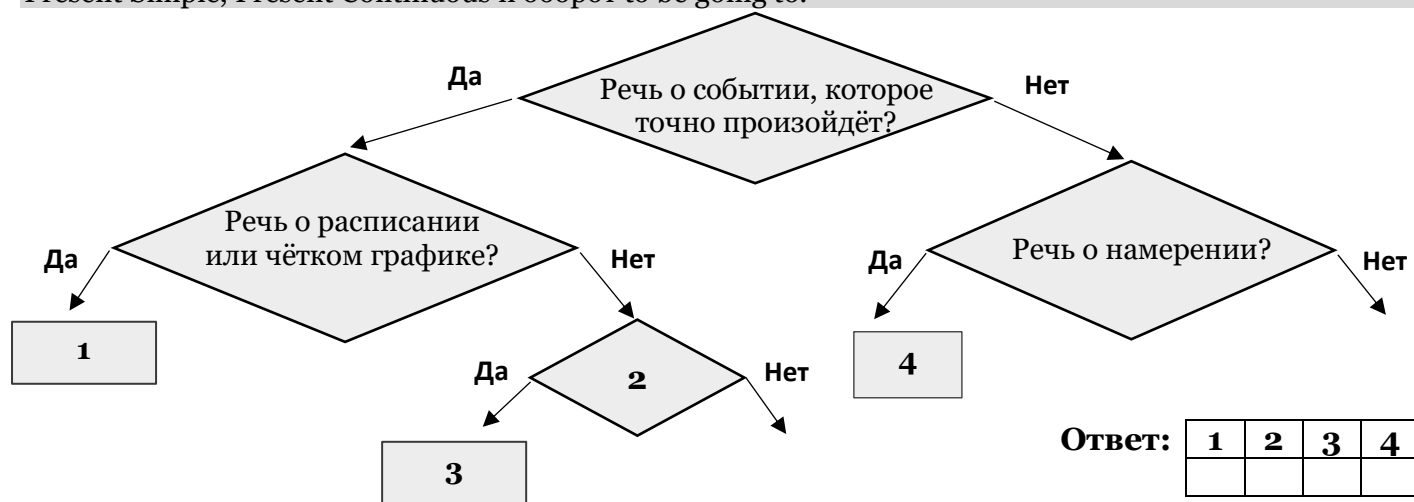 Present Simple, Present Continuous и оборот to be going to.
Да
Речь о событии, которое
точно произойдёт?
Нет
Да
Речь о расписании
или чётком графике?
Нет
Да
Речь о намерении?
Нет
1
Да
2
Нет
4
3
Ответ: 1 2 3 4